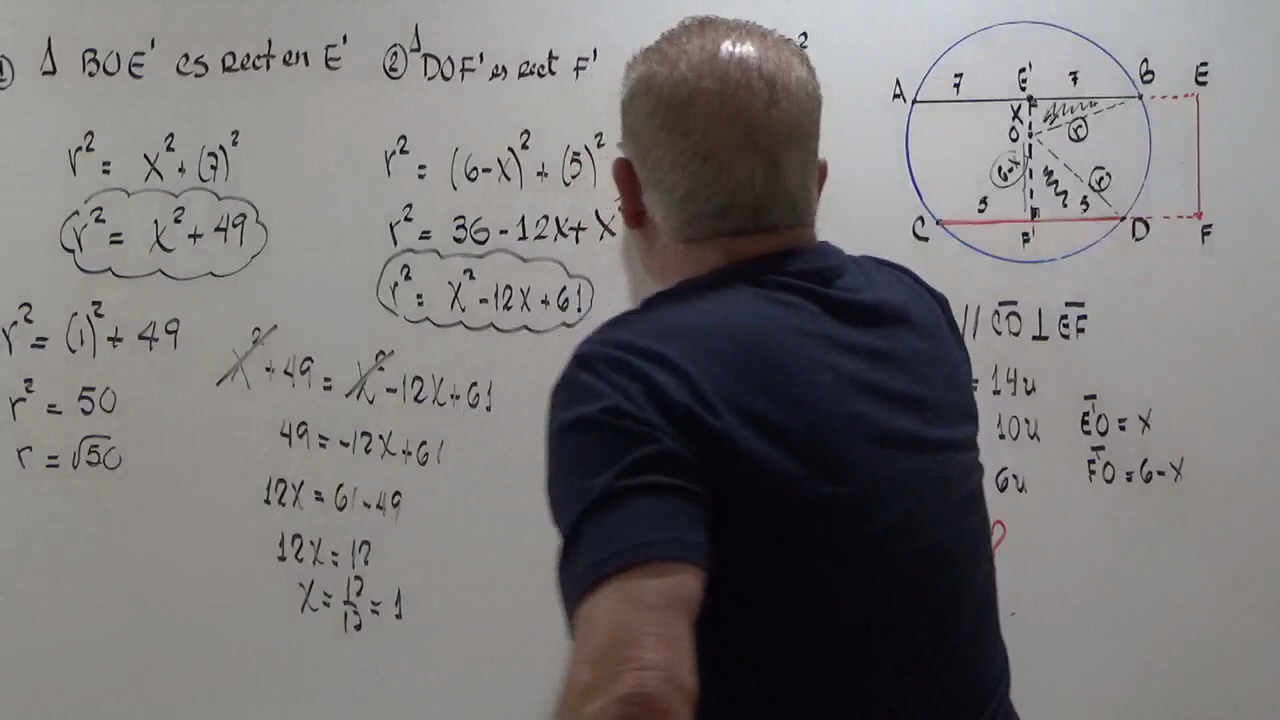 ① Δ BOE' es Rect en E'
r² = x² + (7)²
r² = x² + 49
r² = (1)² + 49
r² = 50
r = √50
② Δ DOF' es rect F'
r² = (6-x)² + (5)²
r² = 36 - 12x + x
r² = x² - 12x + 61
x² + 49 = x² - 12x + 61
49 = -12x + 61
12x = 61 - 49
12x = 12
x = 12/12 = 1
2
A 7 E' 7 B E
x
O r
6-x r
5 5
C F' D F
// CD ⊥ EF
= 14u
10u E'O = x
6u F'O = 6-x
?